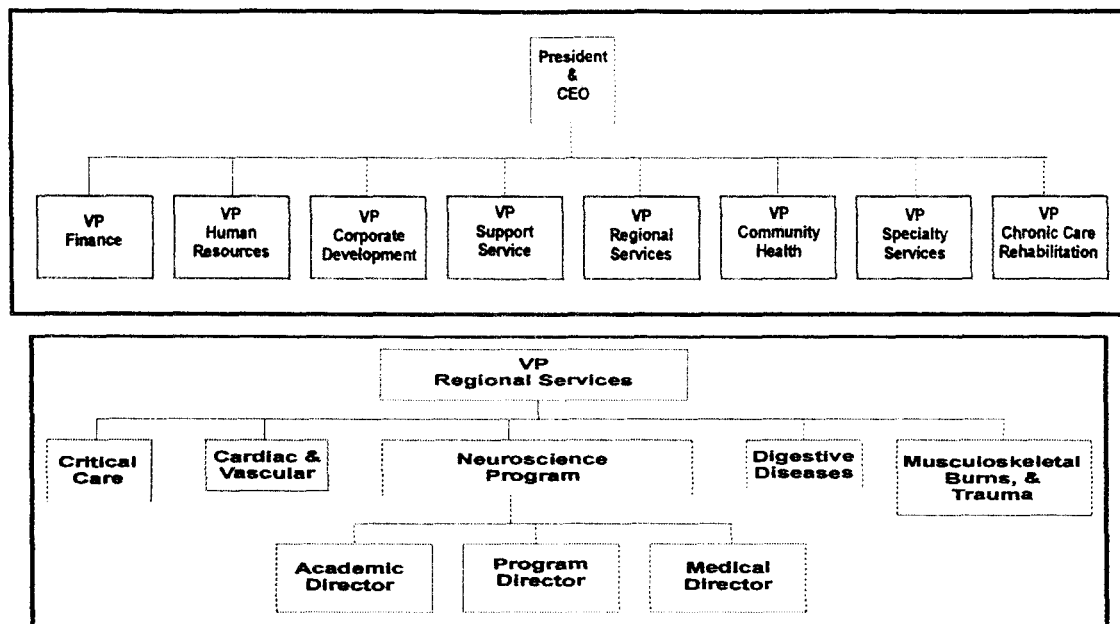 President
&
CEO
VP
Finance
VP
Human
Resources
VP
Corporate
Development
VP
Support
Service
VP
Regional
Services
VP
Community
Health
VP
Specialty
Services
VP
Chronic Care
Rehabilitation
VP
Regional Services
Critical
Care
Cardiac &
Vascular
Neuroscience
Program
Digestive
Diseases
Musculoskeletal
Burns, &
Trauma
Academic
Director
Program
Director
Medical
Director